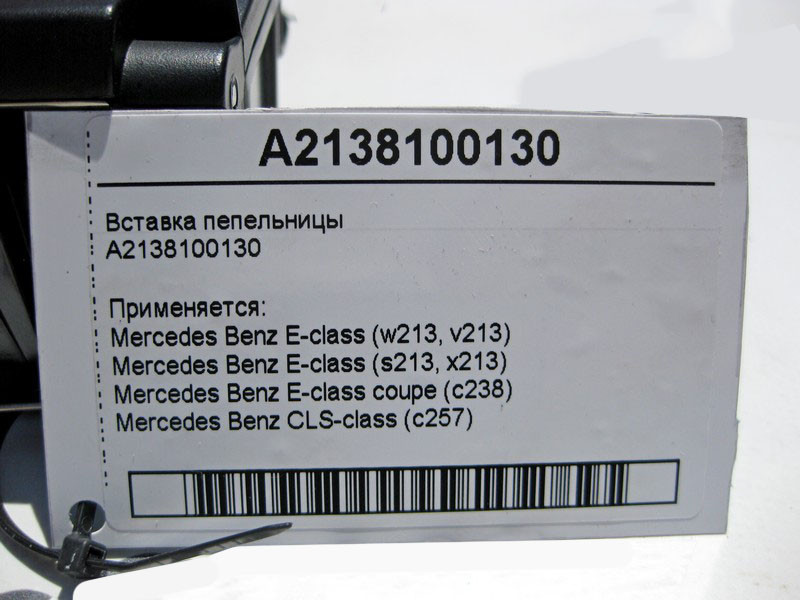 A2138100130
Вставка пепельницы
A2138100130
Применяется:
Mercedes Benz E-class (w213, v213)
Mercedes Benz E-class (s213, x213)
Mercedes Benz E-class coupe (c238)
Mercedes Benz CLS-class (c257)